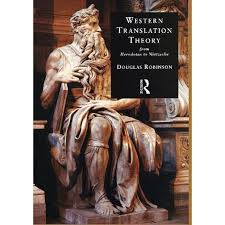 WESTERN
TRANSLATION
THEORY
from
Herodotus to Nietzsche
DOUGLAS ROBINSON
R